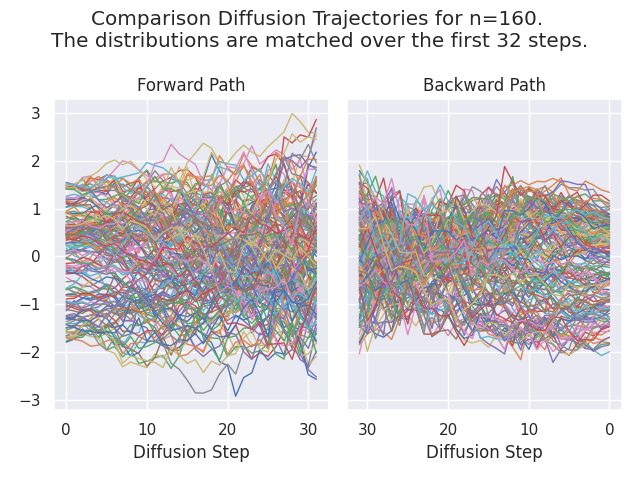 Comparison Diffusion Trajectories for n=160.
The distributions are matched over the first 32 steps.
Forward Path
Backward Path
3
2
1
0
−1
−2
−3
0 10 20 30
30 20 10 0
Diffusion Step
Diffusion Step